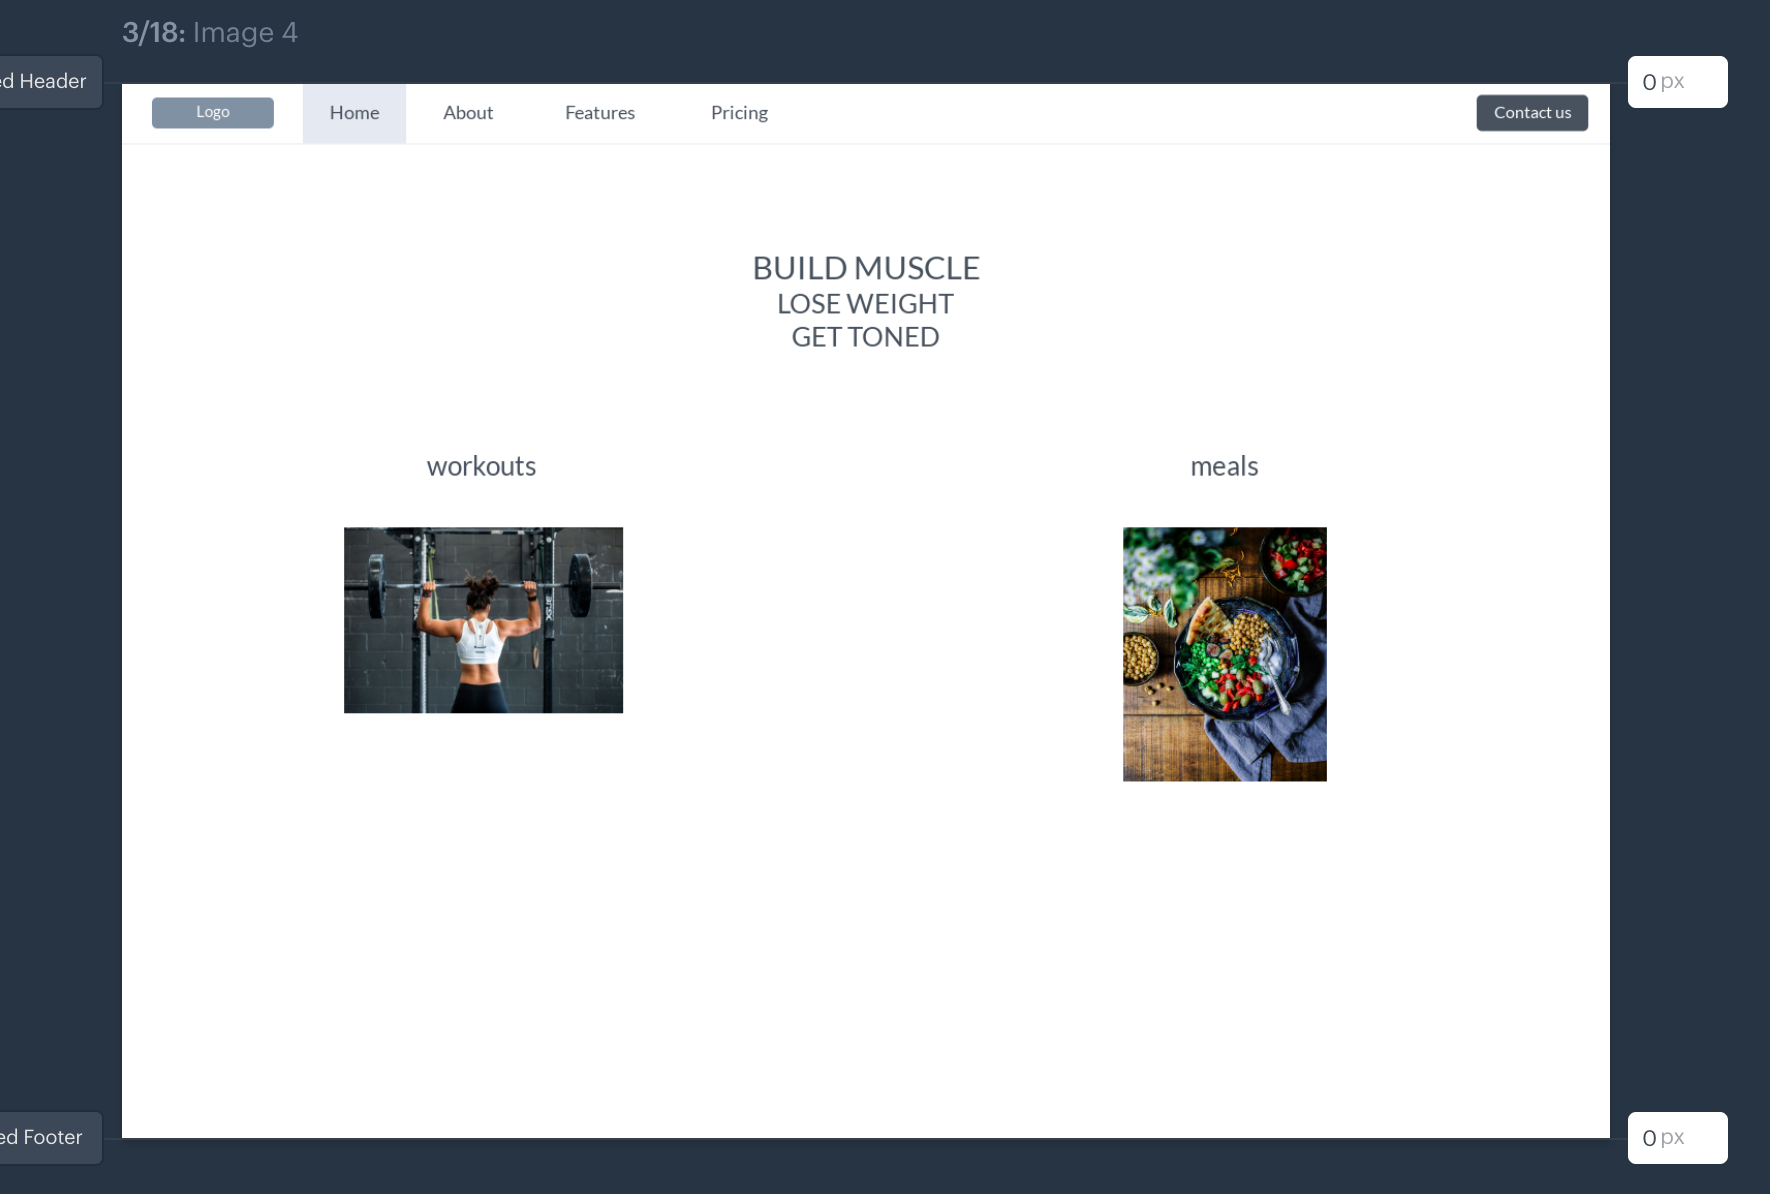 3/18: Image 4
ed Header
0 px
Logo
Home
About
Features
Pricing
Contact us
BUILD MUSCLE
LOSE WEIGHT
GET TONED
workouts
meals
ed Footer
0 px